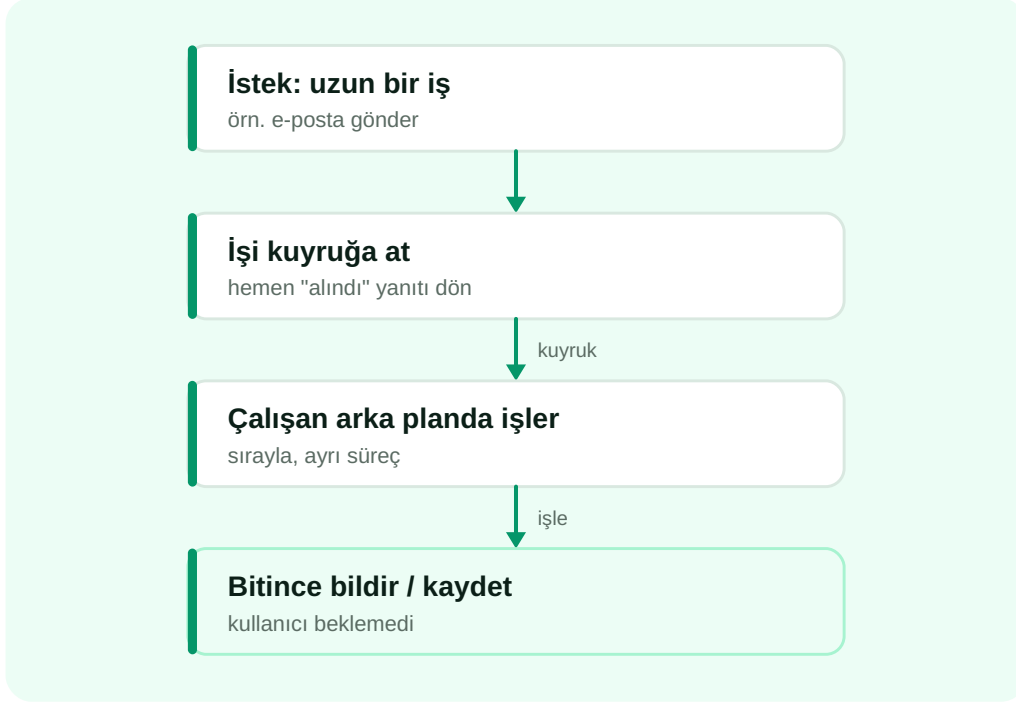 İstek: uzun bir iş
örn. e-posta gönder
İşi kuyruğa at
hemen "alındı" yanıtı dön
kuyruk
Çalışan arka planda işler
sırayla, ayrı süreç
işle
Bitince bildir / kaydet
kullanıcı beklemedi